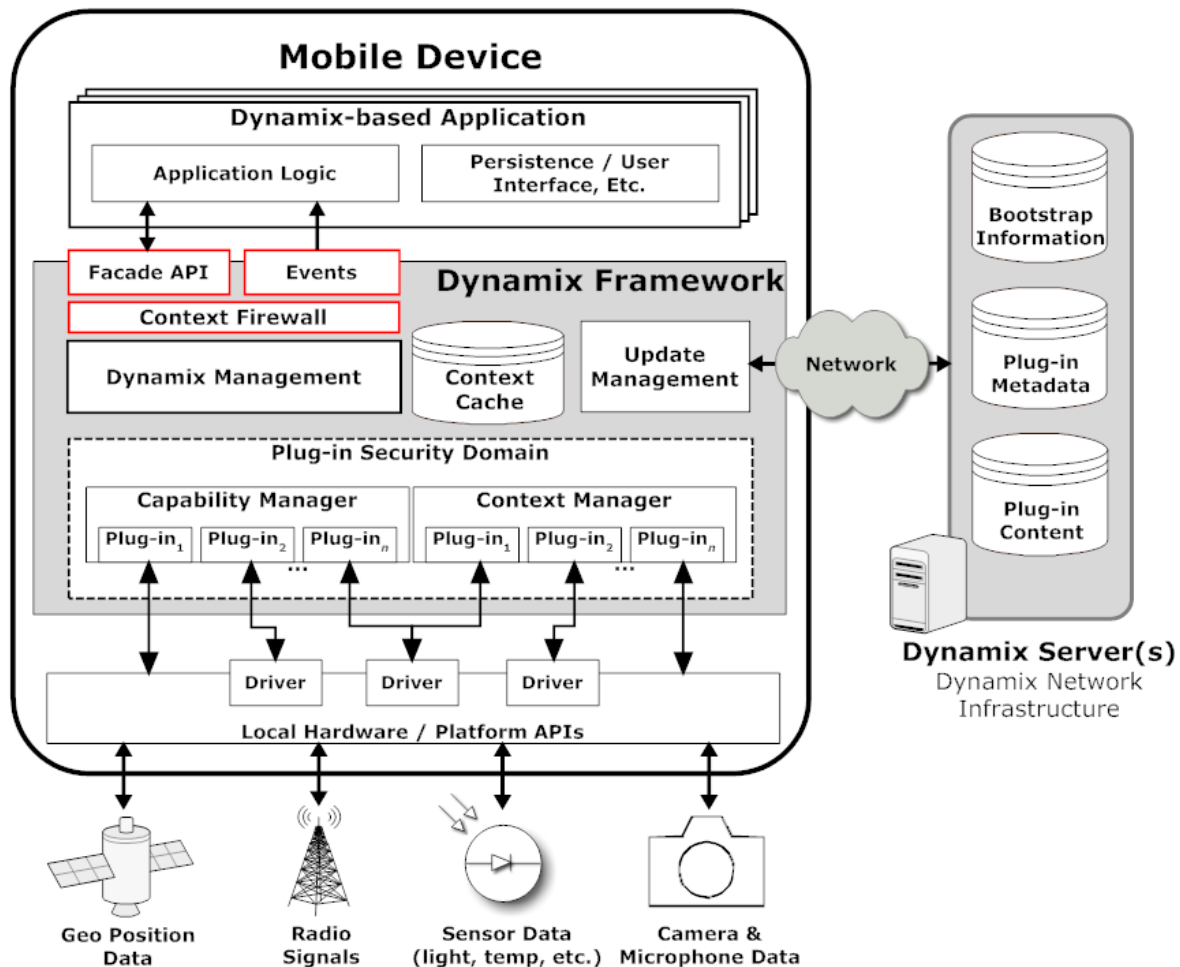 Mobile Device
Dynamix-based Application
Application Logic
Persistence / User
Interface, Etc.
Facade API
Events
Dynamix Framework
Context Firewall
Dynamix Management
Context
Cache
Update
Management
Network
Bootstrap
Information
Plug-in
Metadata
Plug-in
Content
Dynamix Server(s)
Dynamix Network
Infrastructure
Plug-in Security Domain
Capability Manager
Plug-in1
Plug-in2
Plug-inn
...
Context Manager
Plug-in1
Plug-in2
Plug-inn
...
Driver
Driver
Driver
Local Hardware / Platform APIs
Geo Position
Data
Radio
Signals
Sensor Data
(light, temp, etc.)
Camera &
Microphone Data